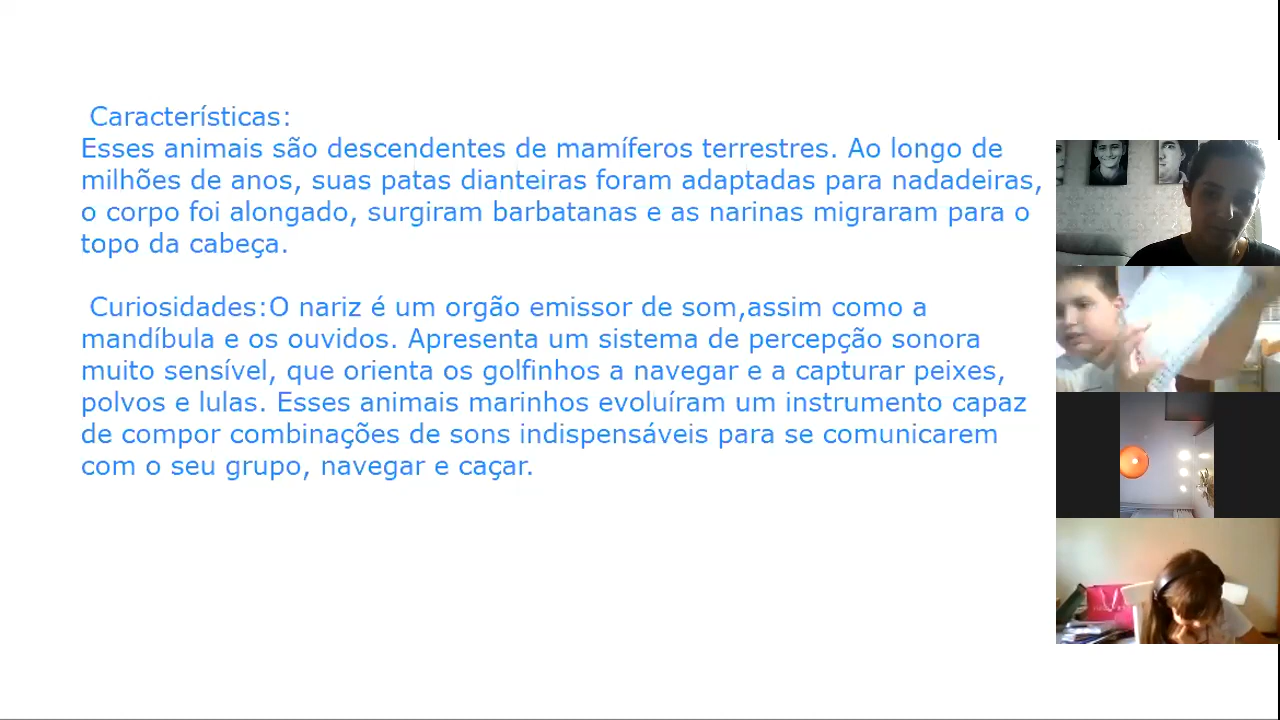 Características:
Esses animais são descendentes de mamíferos terrestres. Ao longo de
milhões de anos, suas patas dianteiras foram adaptadas para nadadeiras,
o corpo foi alongado, surgiram barbatanas e as narinas migraram para o
topo da cabeça.
Curiosidades:O nariz é um orgão emissor de som,assim como a
mandíbula e os ouvidos. Apresenta um sistema de percepção sonora
muito sensível, que orienta os golfinhos a navegar e a capturar peixes,
polvos e lulas. Esses animais marinhos evoluíram um instrumento capaz
de compor combinações de sons indispensáveis para se comunicarem
com o seu grupo, navegar e caçar.